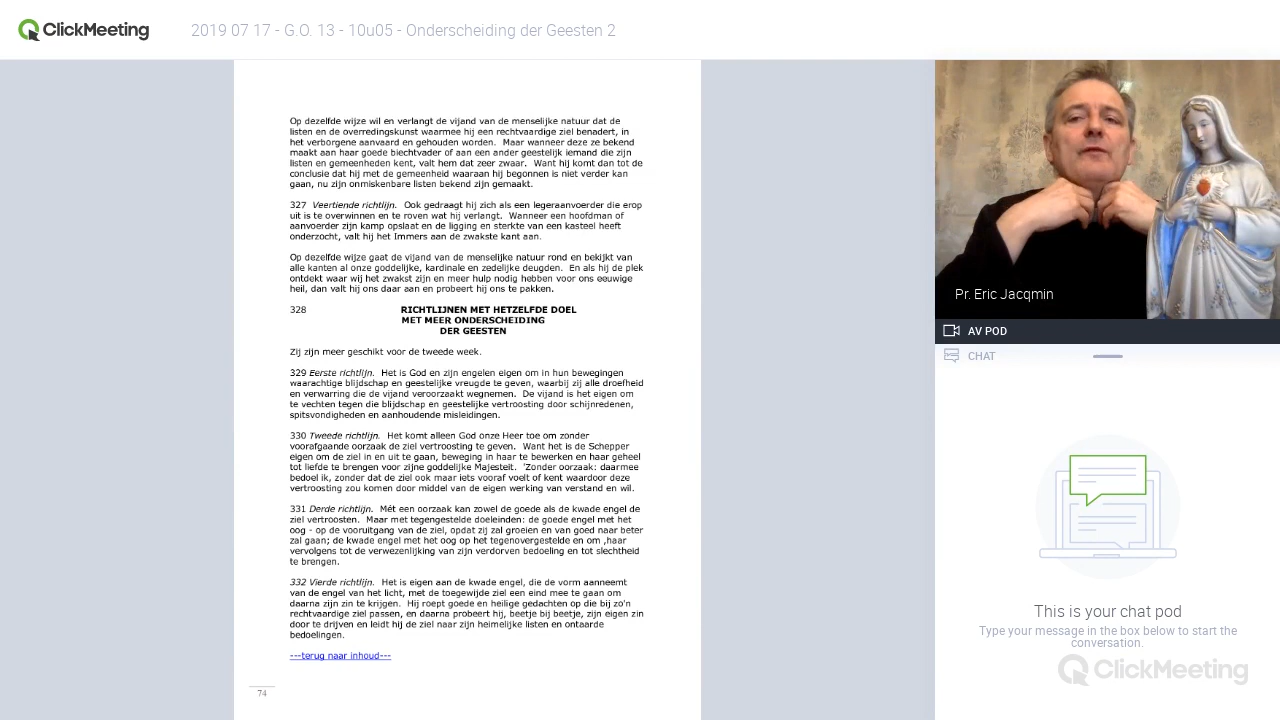 ClickMeeting
2019 07 17 - G.O. 13 - 10u05 - Onderscheiding der Geesten 2
Op dezelfde wijze wil en verlangt de vijand van de menselijke natuur dat de
listen en de overredingskunst waarmee hij een rechtvaardige ziel benadert, in
het verborgene aanvaard en gehouden worden.  Maar wanneer deze ze bekend
maakt aan haar goede biechtvader of aan een ander geestelijk iemand die zijn
listen en gemeenheden kent, valt hem dat zeer zwaar.  Want hij komt dan tot de
conclusie dat hij met de gemeenheid waaraan hij begonnen is niet verder kan
gaan, nu zijn onmiskenbare listen bekend zijn gemaakt.
327  Veertiende richtlijn.  Ook gedraagt hij zich als een legeraanvoerder die erop
uit is te overwinnen en te roven wat hij verlangt.  Wanneer een hoofdman of
aanvoerder zijn kamp opslaat en de ligging en sterkte van een kasteel heeft
onderzocht, valt hij het Immers aan de zwakste kant aan.
Op dezelfde wijze gaat de vijand van de menselijke natuur rond en bekijkt van
alle kanten al onze goddelijke, kardinale en zedelijke deugden.  En als hij de plek
ontdekt waar wij het zwakst zijn en meer hulp nodig hebben voor ons eeuwige
heil, dan valt hij ons daar aan en probeert hij ons te pakken.
328 RICHTLIJNEN MET HETZELFDE DOEL
MET MEER ONDERSCHEIDING
DER GEESTEN
Zij zijn meer geschikt voor de tweede week.
329 Eerste richtlijn.  Het is God en zijn engelen eigen om in hun bewegingen
waarachtige blijdschap en geestelijke vreugde te geven, waarbij zij alle droefheid
en verwarring die de vijand veroorzaakt wegnemen.  De vijand is het eigen om
te vechten tegen die blijdschap en geestelijke vertroosting door schijnredenen,
spitsvondigheden en aanhoudende misleidingen.
330 Tweede richtlijn.  Het komt alleen God onze Heer toe om zonder
voorafgaande oorzaak de ziel vertroosting te geven.  Want het is de Schepper
eigen om de ziel in en uit te gaan, beweging in haar te bewerken en haar geheel
tot liefde te brengen voor zijne goddelijke Majesteit.  'Zonder oorzaak: daarmee
bedoel ik, zonder dat de ziel ook maar iets vooraf voelt of kent waardoor deze
vertroosting zou komen door middel van de eigen werking van verstand en wil.
331 Derde richtlijn.  Mét een oorzaak kan zowel de goede als de kwade engel de
ziel vertroosten.  Maar met tegengestelde doeleinden: de goede engel met het
oog - op de vooruitgang van de ziel, opdat zij zal groeien en van goed naar beter
zal gaan; de kwade engel met het oog op het tegenovergestelde en om ,haar
vervolgens tot de verwezenlijking van zijn verdorven bedoeling en tot slechtheid
te brengen.
332 Vierde richtlijn.  Het is eigen aan de kwade engel, die de vorm aanneemt
van de engel van het licht, met de toegewijde ziel een eind mee te gaan om
daarna zijn zin te krijgen.  Hij roept goede en heilige gedachten op die bij zo'n
rechtvaardige ziel passen, en daarna probeert hij, beetje bij beetje, zijn eigen zin
door te drijven en leidt hij de ziel naar zijn heimelijke listen en ontaarde
bedoelingen.
---terug naar inhoud---
74
Pr. Eric Jacqmin
AV POD
CHAT
This is your chat pod
Type your message in the box below to start the
conversation.
ClickMeeting